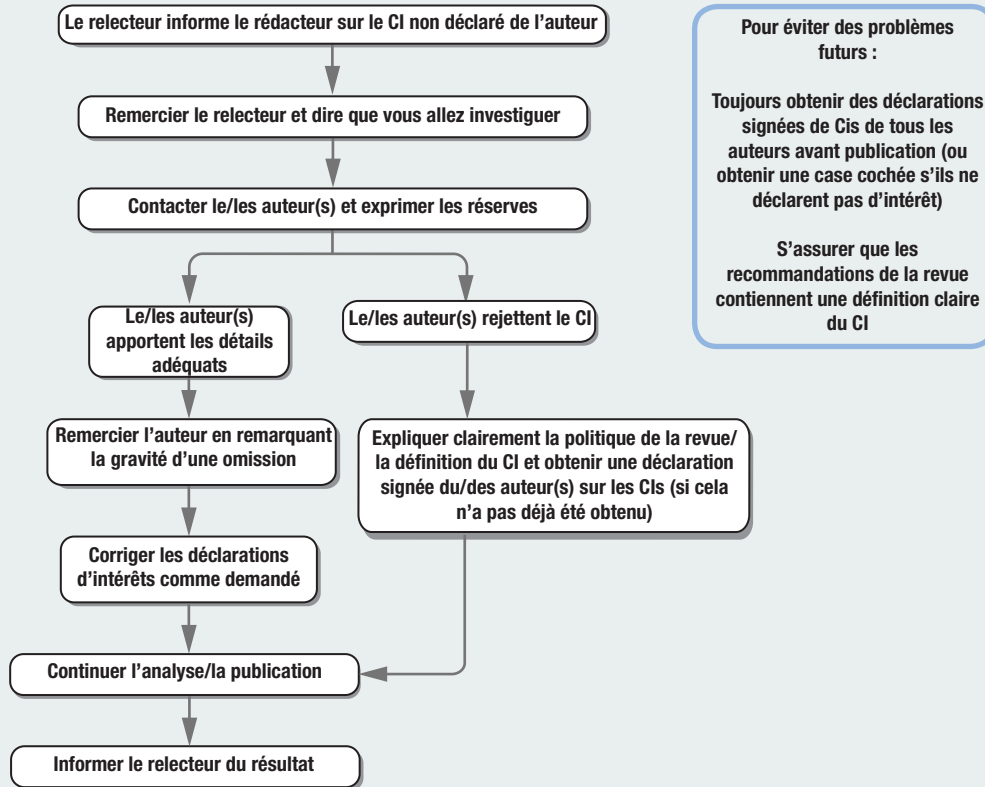 Le relecteur informe le rédacteur sur le CI non déclaré de l'auteur
Remercier le relecteur et dire que vous allez investiguer
Contacter le/les auteur(s) et exprimer les réserves
Le/les auteur(s)
apportent les détails
adéquats
Le/les auteur(s) rejettent le CI
Remercier l'auteur en remarquant
la gravité d'une omission
Expliquer clairement la politique de la revue/
la définition du CI et obtenir une déclaration
signée du/des auteur(s) sur les CIs (si cela
n'a pas déjà été obtenu)
Corriger les déclarations
d'intérêts comme demandé
Continuer l'analyse/la publication
Informer le relecteur du résultat
Pour éviter des problèmes
futurs :
Toujours obtenir des déclarations
signées de Cis de tous les
auteurs avant publication (ou
obtenir une case cochée s'ils ne
déclarent pas d'intérêt)
S'assurer que les
recommandations de la revue
contiennent une définition claire
du CI